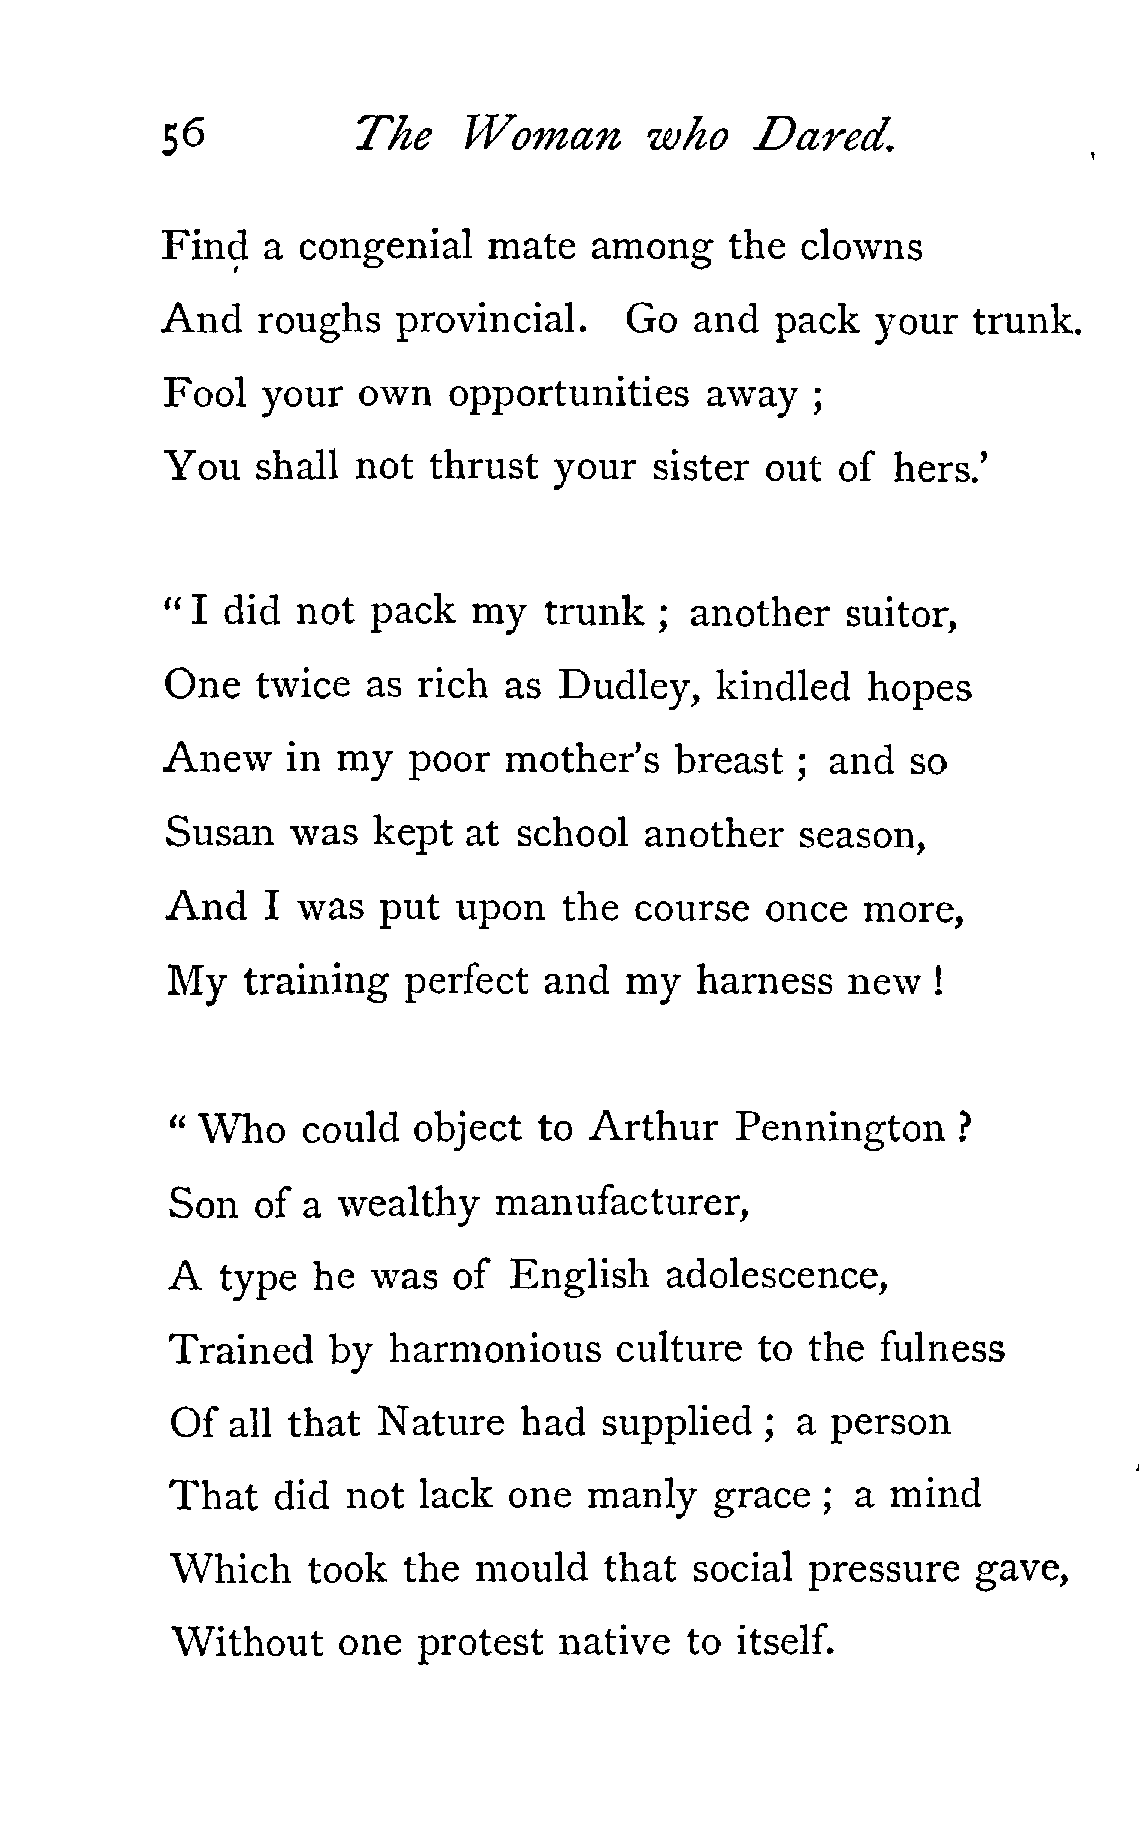 56 The Woman who Dared.
Find a congenial mate among the clowns
And roughs provincial. Go and pack your trunk.
Fool your own opportunities away ;
You shall not thrust your sister out of hers.’
“ I did not pack my trunk ; another suitor,
One twice as rich as Dudley, kindled hopes
Anew in my poor mother’s breast ; and so
Susan was kept at school another season,
And I was put upon the course once more,
My training perfect and my harness new !
“ Who could object to Arthur Pennington ?
Son of a wealthy manufacturer,
A type he was of English adolescence,
Trained by harmonious culture to the fulness
Of all that Nature had supplied ; a person
That did not lack one manly grace ; a mind
Which took the mould that social pressure gave,
Without one protest native to itself.